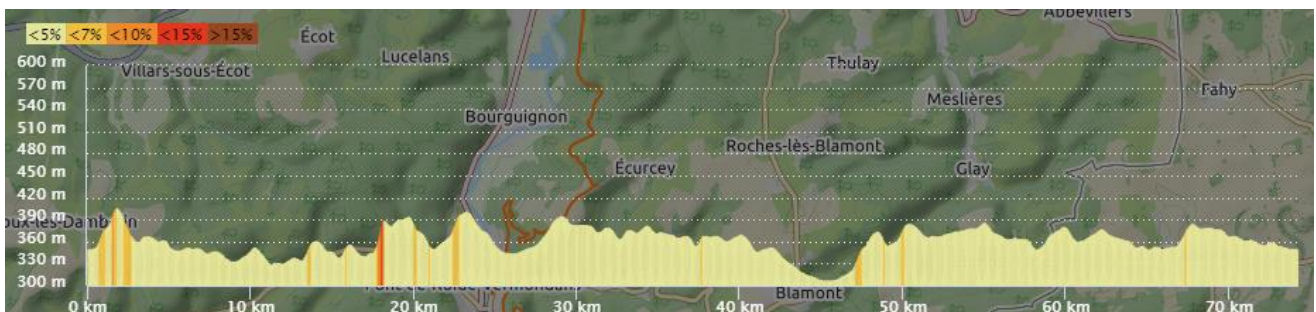 Abbévillers
<5% <7% <10% <15% >15%
Écot
Lucelans
Villars-sous-Écot
Thulay
Fahy
Meslières
Bourguignon
Roches-lès-Blamont
Écurcey
Glay
600 m
570 m
540 m
510 m
480 m
450 m
420 m
390 m
360 m
330 m
300 m
Blamont
0 km 10 km 20 km 30 km 40 km 50 km 60 km 70 km